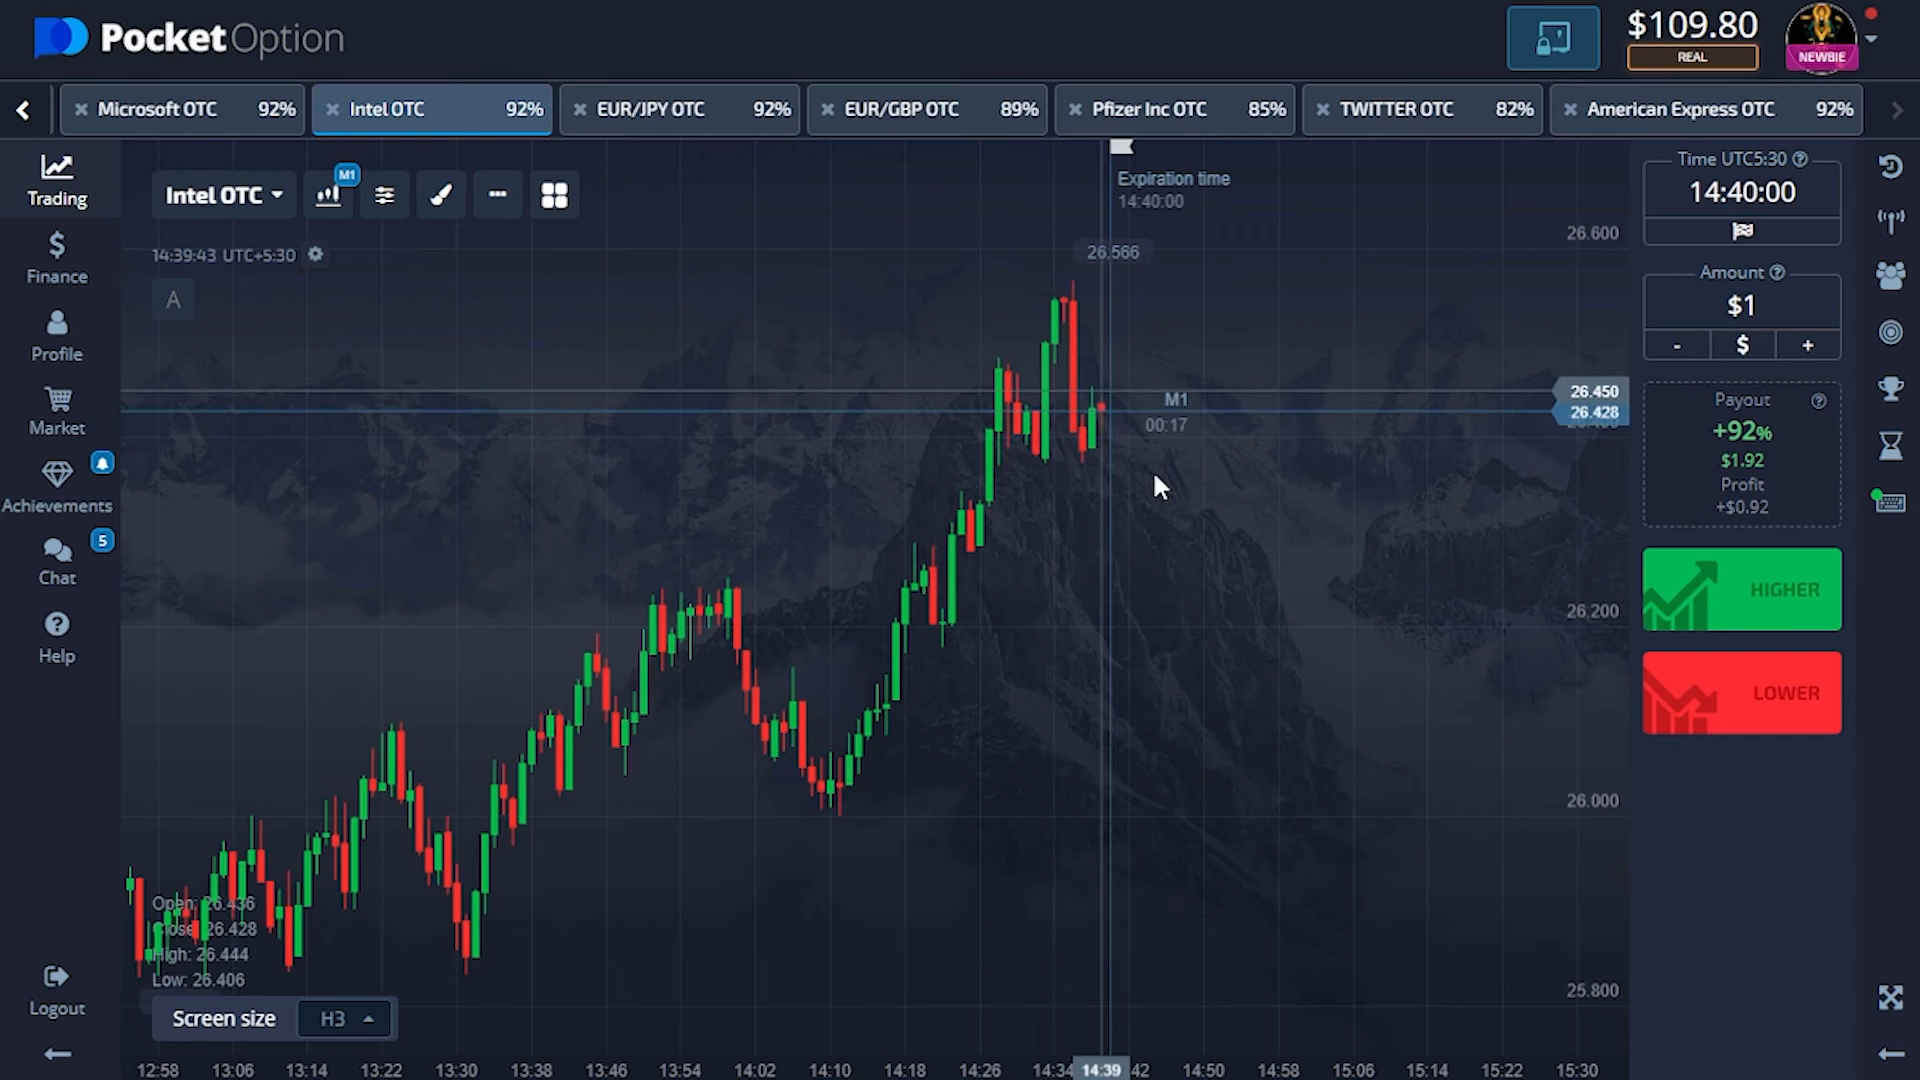 PocketOption
$109.80
REAL
NEWBIE
Microsoft OTC 92%
Intel OTC 92%
EUR/JPY OTC 92%
EUR/GBP OTC 89%
Pfizer Inc OTC 85%
TWITTER OTC 82%
American Express OTC 92%
Trading
Finance
Profile
Market
Achievements
5
Chat
Help
Logout
Intel OTC
M1
14:39:43 UTC+5:30
A
Expiration time
14:40:00
26.566
M1
00:17
26.600
26.450
26.428
26.200
26.000
25.800
Time UTC5:30
14:40:00
Amount
$1
- $ +
Payout
+92%
$1.92
Profit
+$0.92
HIGHER
LOWER
Open: 26.436
Close: 26.428
High: 26.444
Low: 26.406
Screen size H3
12:58 13:06 13:14 13:22 13:30 13:38 13:46 13:54 14:02 14:10 14:18 14:26 14:34 14:39 42 14:50 14:58 15:06 15:14 15:22 15:30